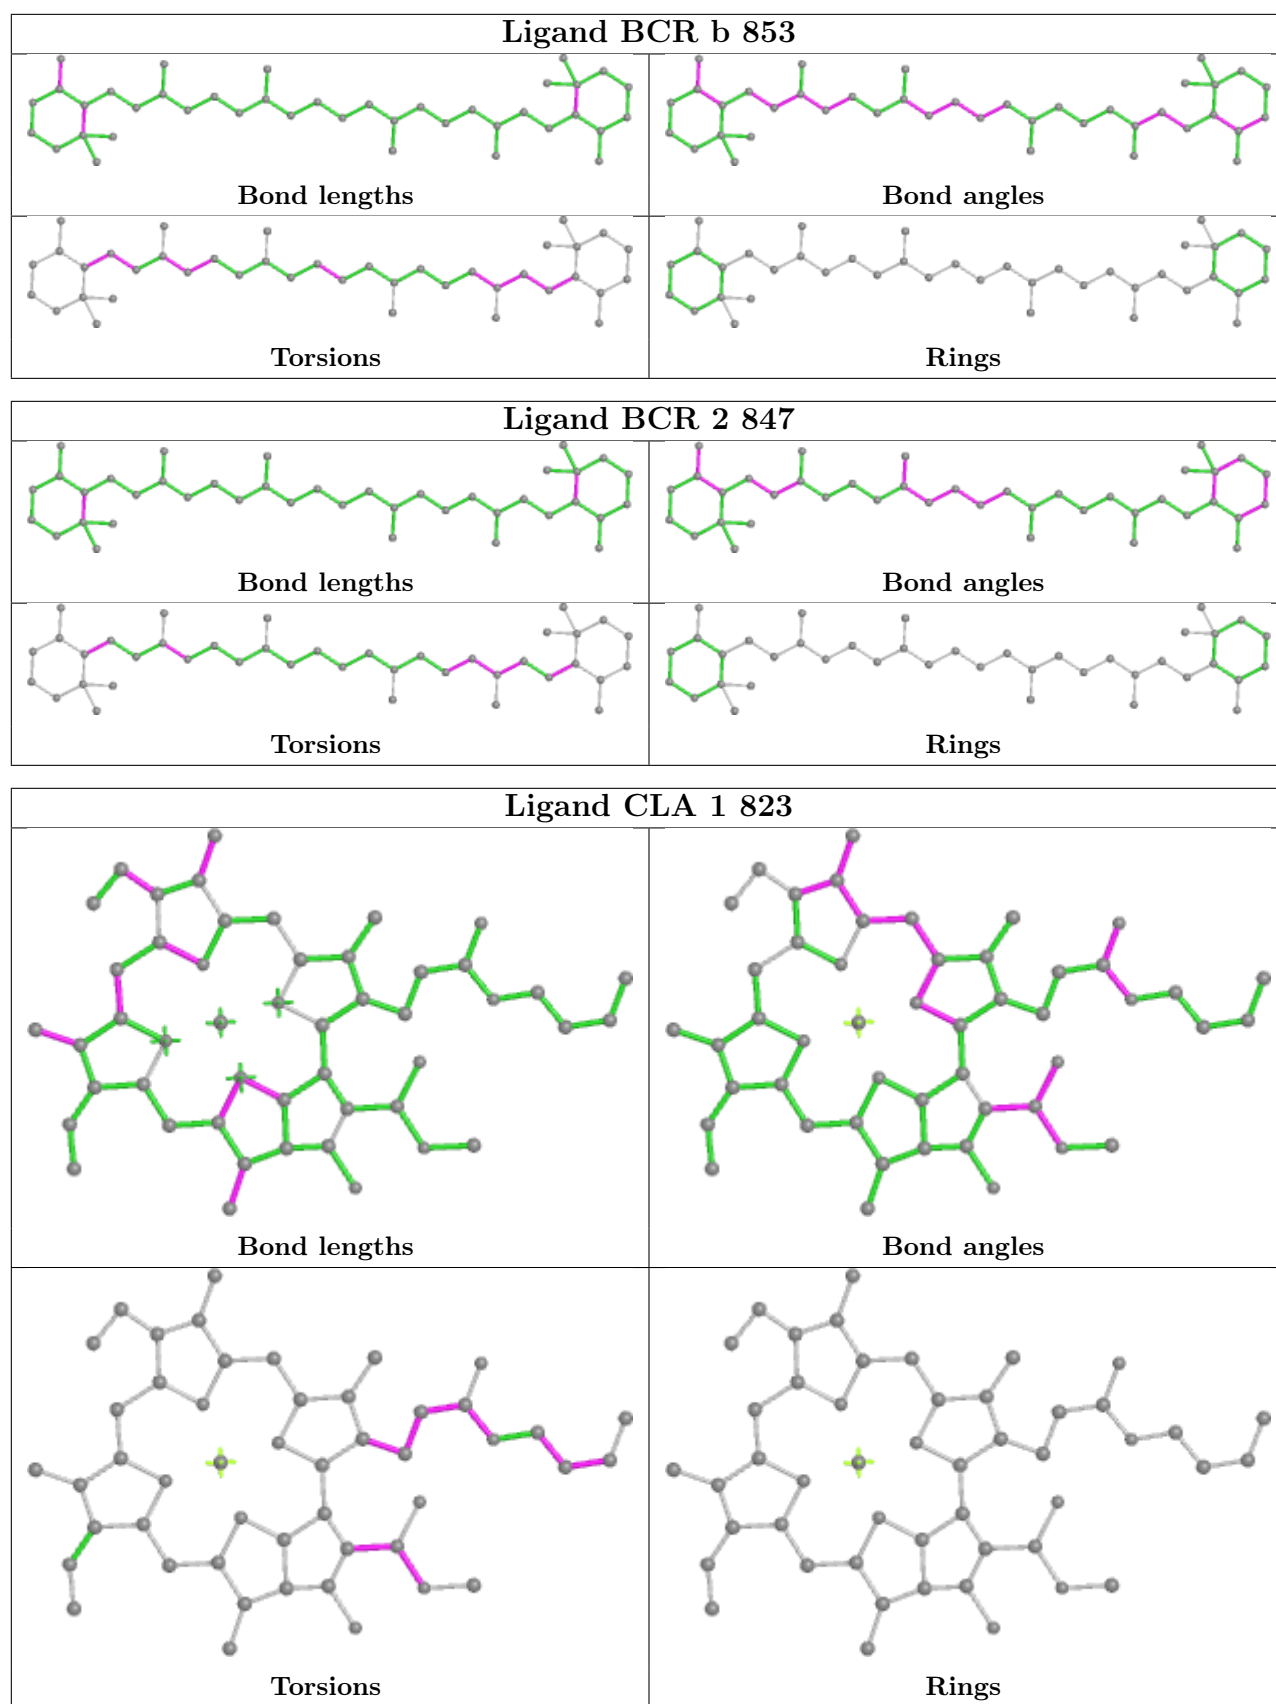 Ligand BCR b 853
Bond lengths
Bond angles
Torsions
Rings
Ligand BCR 2 847
Bond lengths
Bond angles
Torsions
Rings
Ligand CLA 1 823
Bond lengths
Bond angles
Torsions
Rings